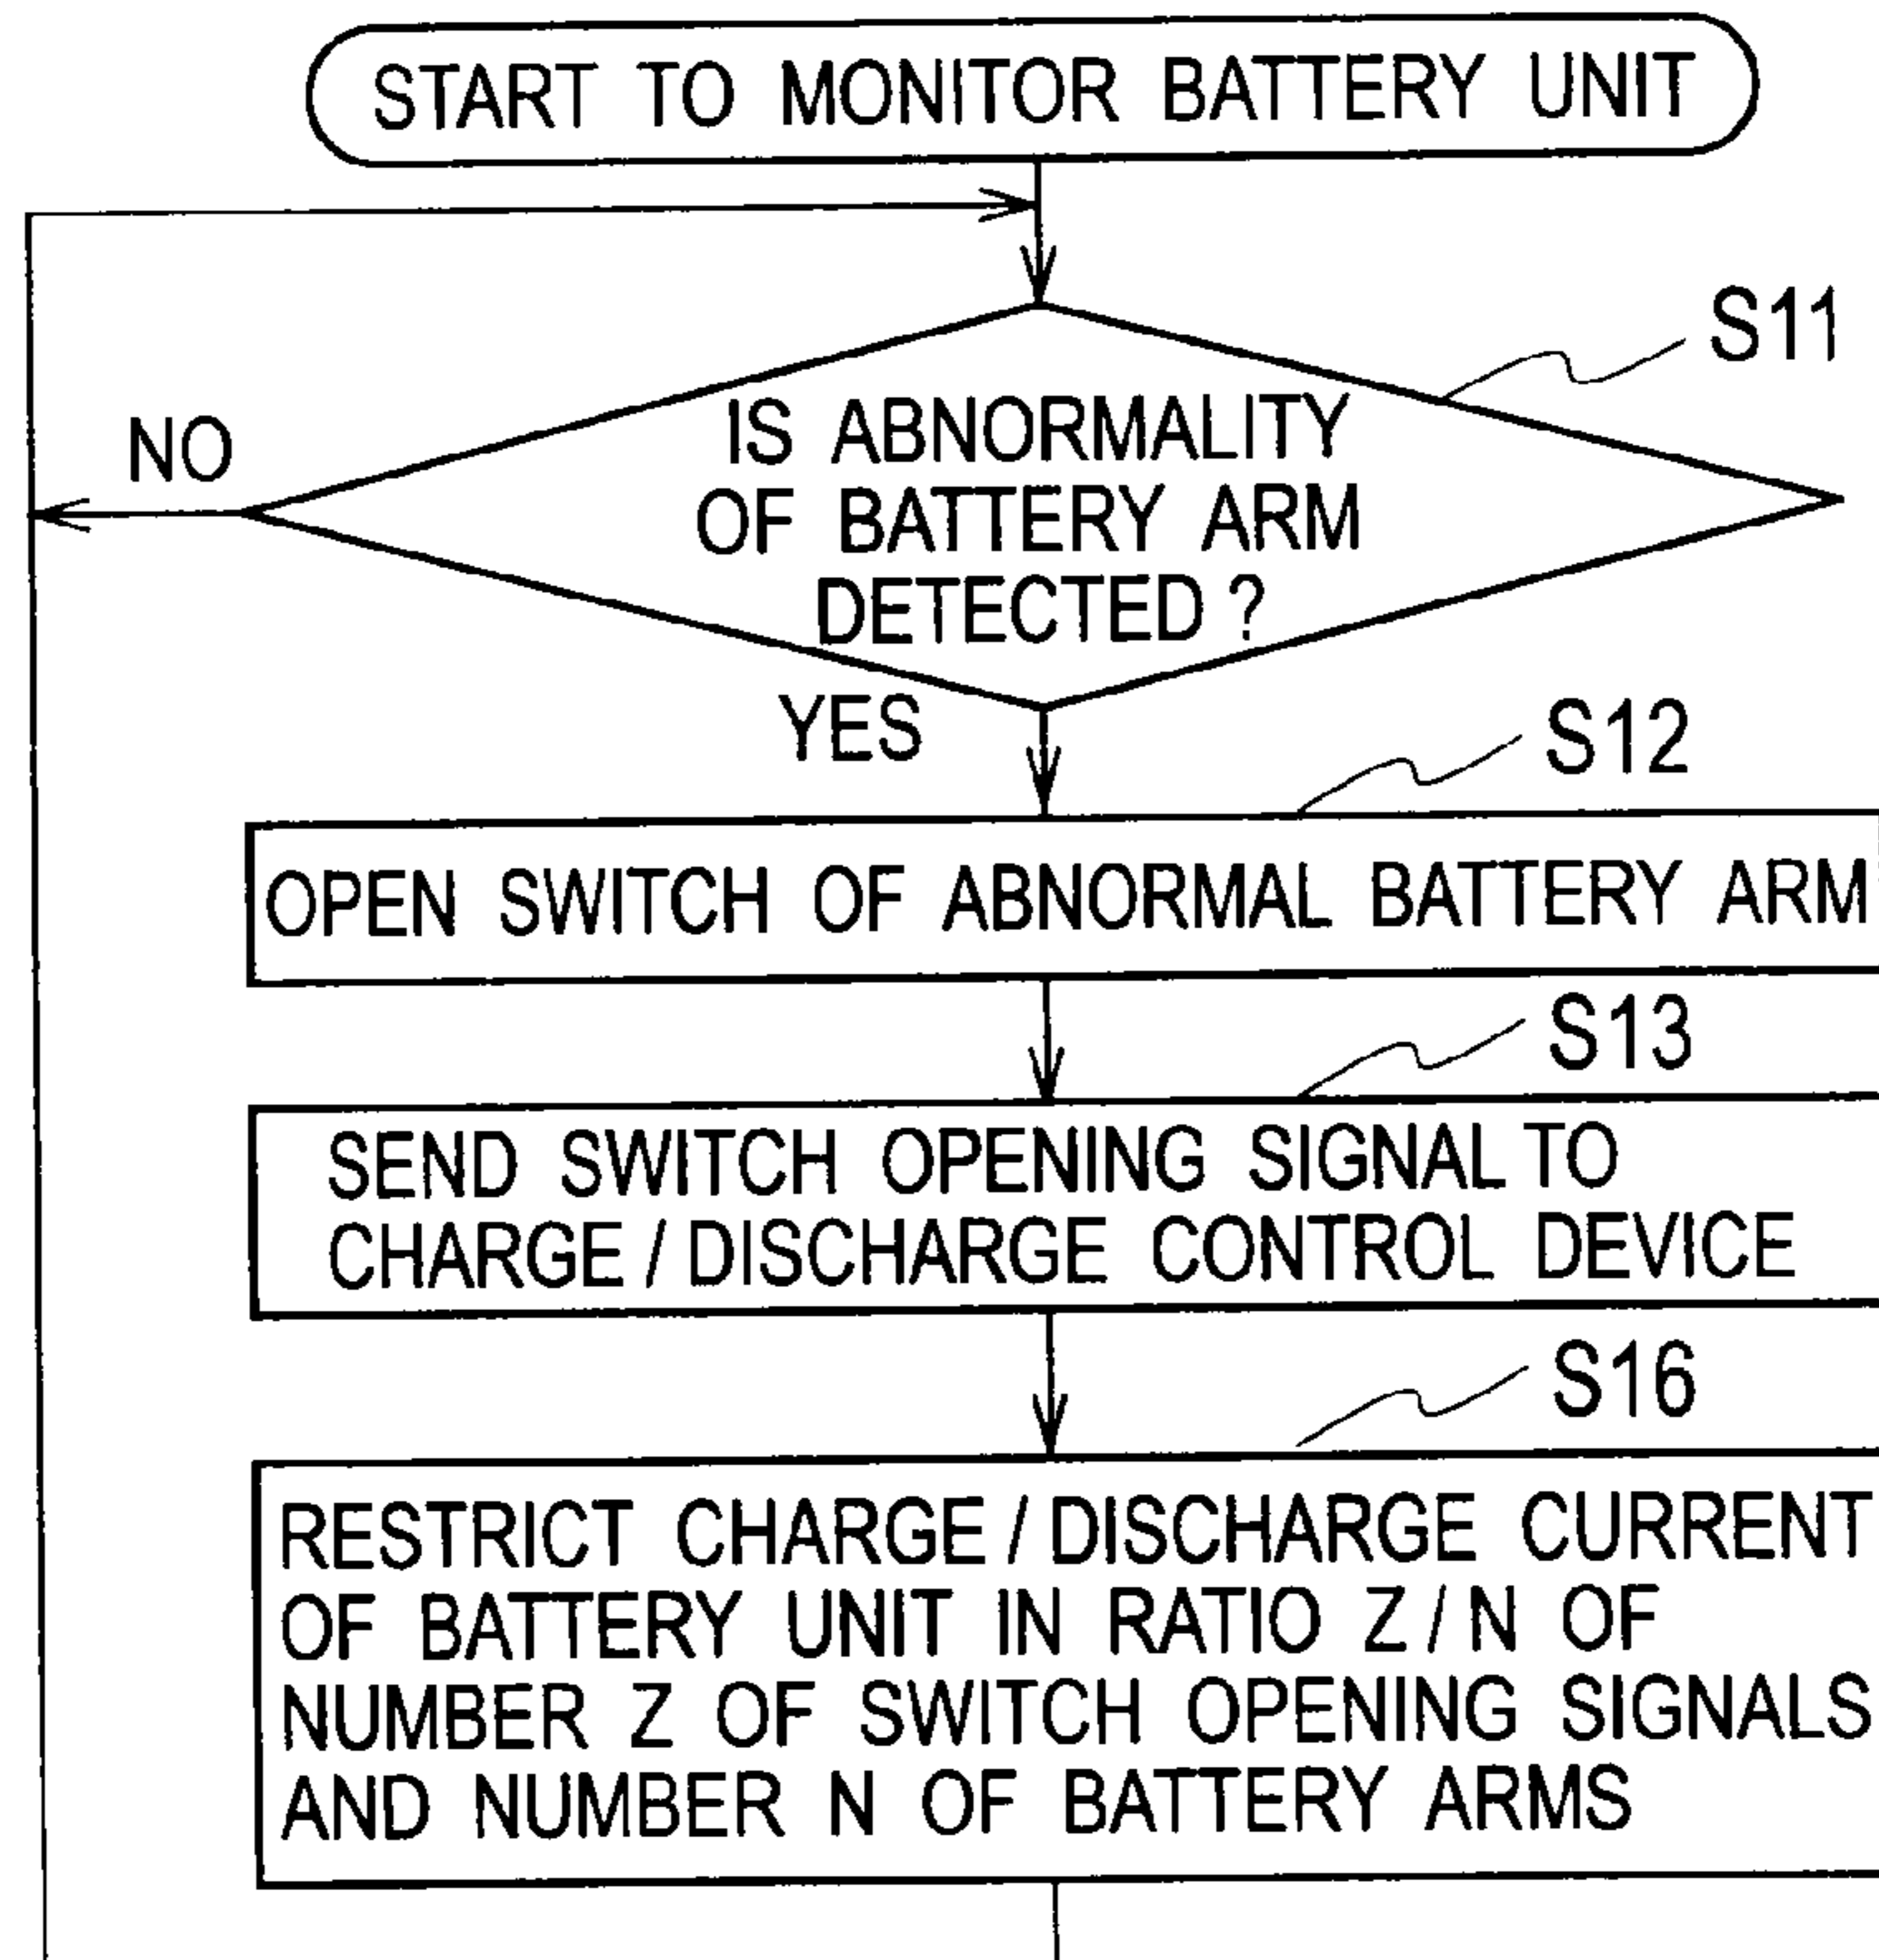 START TO MONITOR BATTERY UNIT
S11
IS ABNORMALITY
OF BATTERY ARM
DETECTED ?
NO
YES
S12
OPEN SWITCH OF ABNORMAL BATTERY ARM
S13
SEND SWITCH OPENING SIGNAL TO
CHARGE / DISCHARGE CONTROL DEVICE
S16
RESTRICT CHARGE / DISCHARGE CURRENT
OF BATTERY UNIT IN RATIO Z / N OF
NUMBER Z OF SWITCH OPENING SIGNALS
AND NUMBER N OF BATTERY ARMS